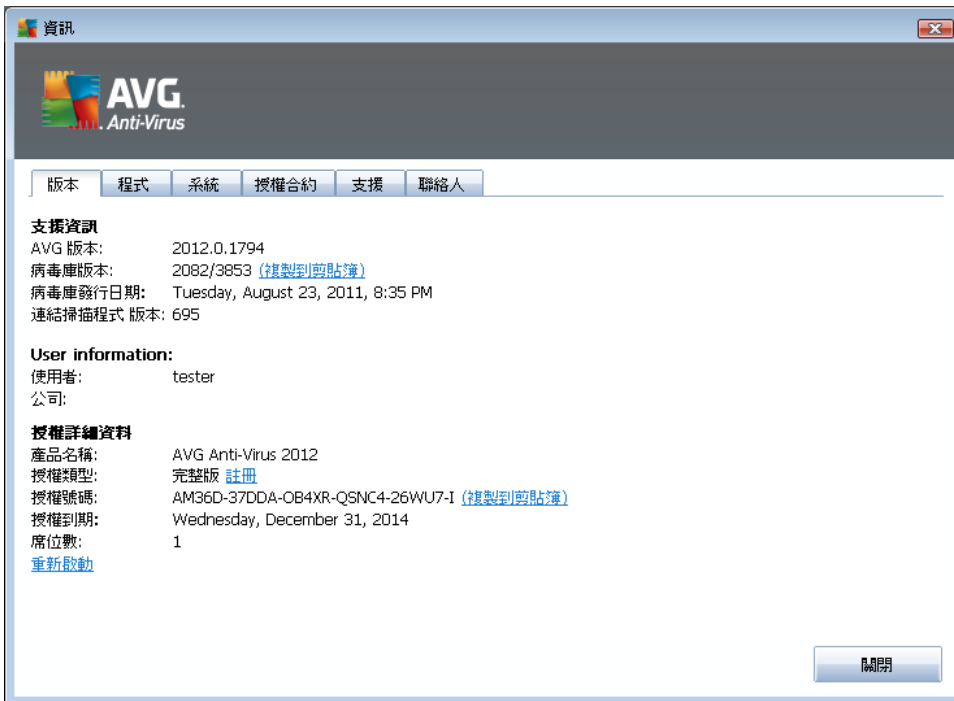 資訊
AVG.
Anti-Virus
版本 程式 系統 授權合約 支援 聯絡人
支援資訊
AVG 版本: 2012.0.1794
病毒庫版本: 2082/3853 (複製到剪貼簿)
病毒庫發行日期: Tuesday, August 23, 2011, 8:35 PM
連結掃描程式 版本: 695
User information:
使用者: tester
公司:
授權詳細資料
產品名稱: AVG Anti-Virus 2012
授權類型: 完整版 註冊
授權號碼: AM36D-37DDA-OB4XR-QSNC4-26WU7-I (複製到剪貼簿)
授權到期: Wednesday, December 31, 2014
席位數: 1
重新啟動
關閉